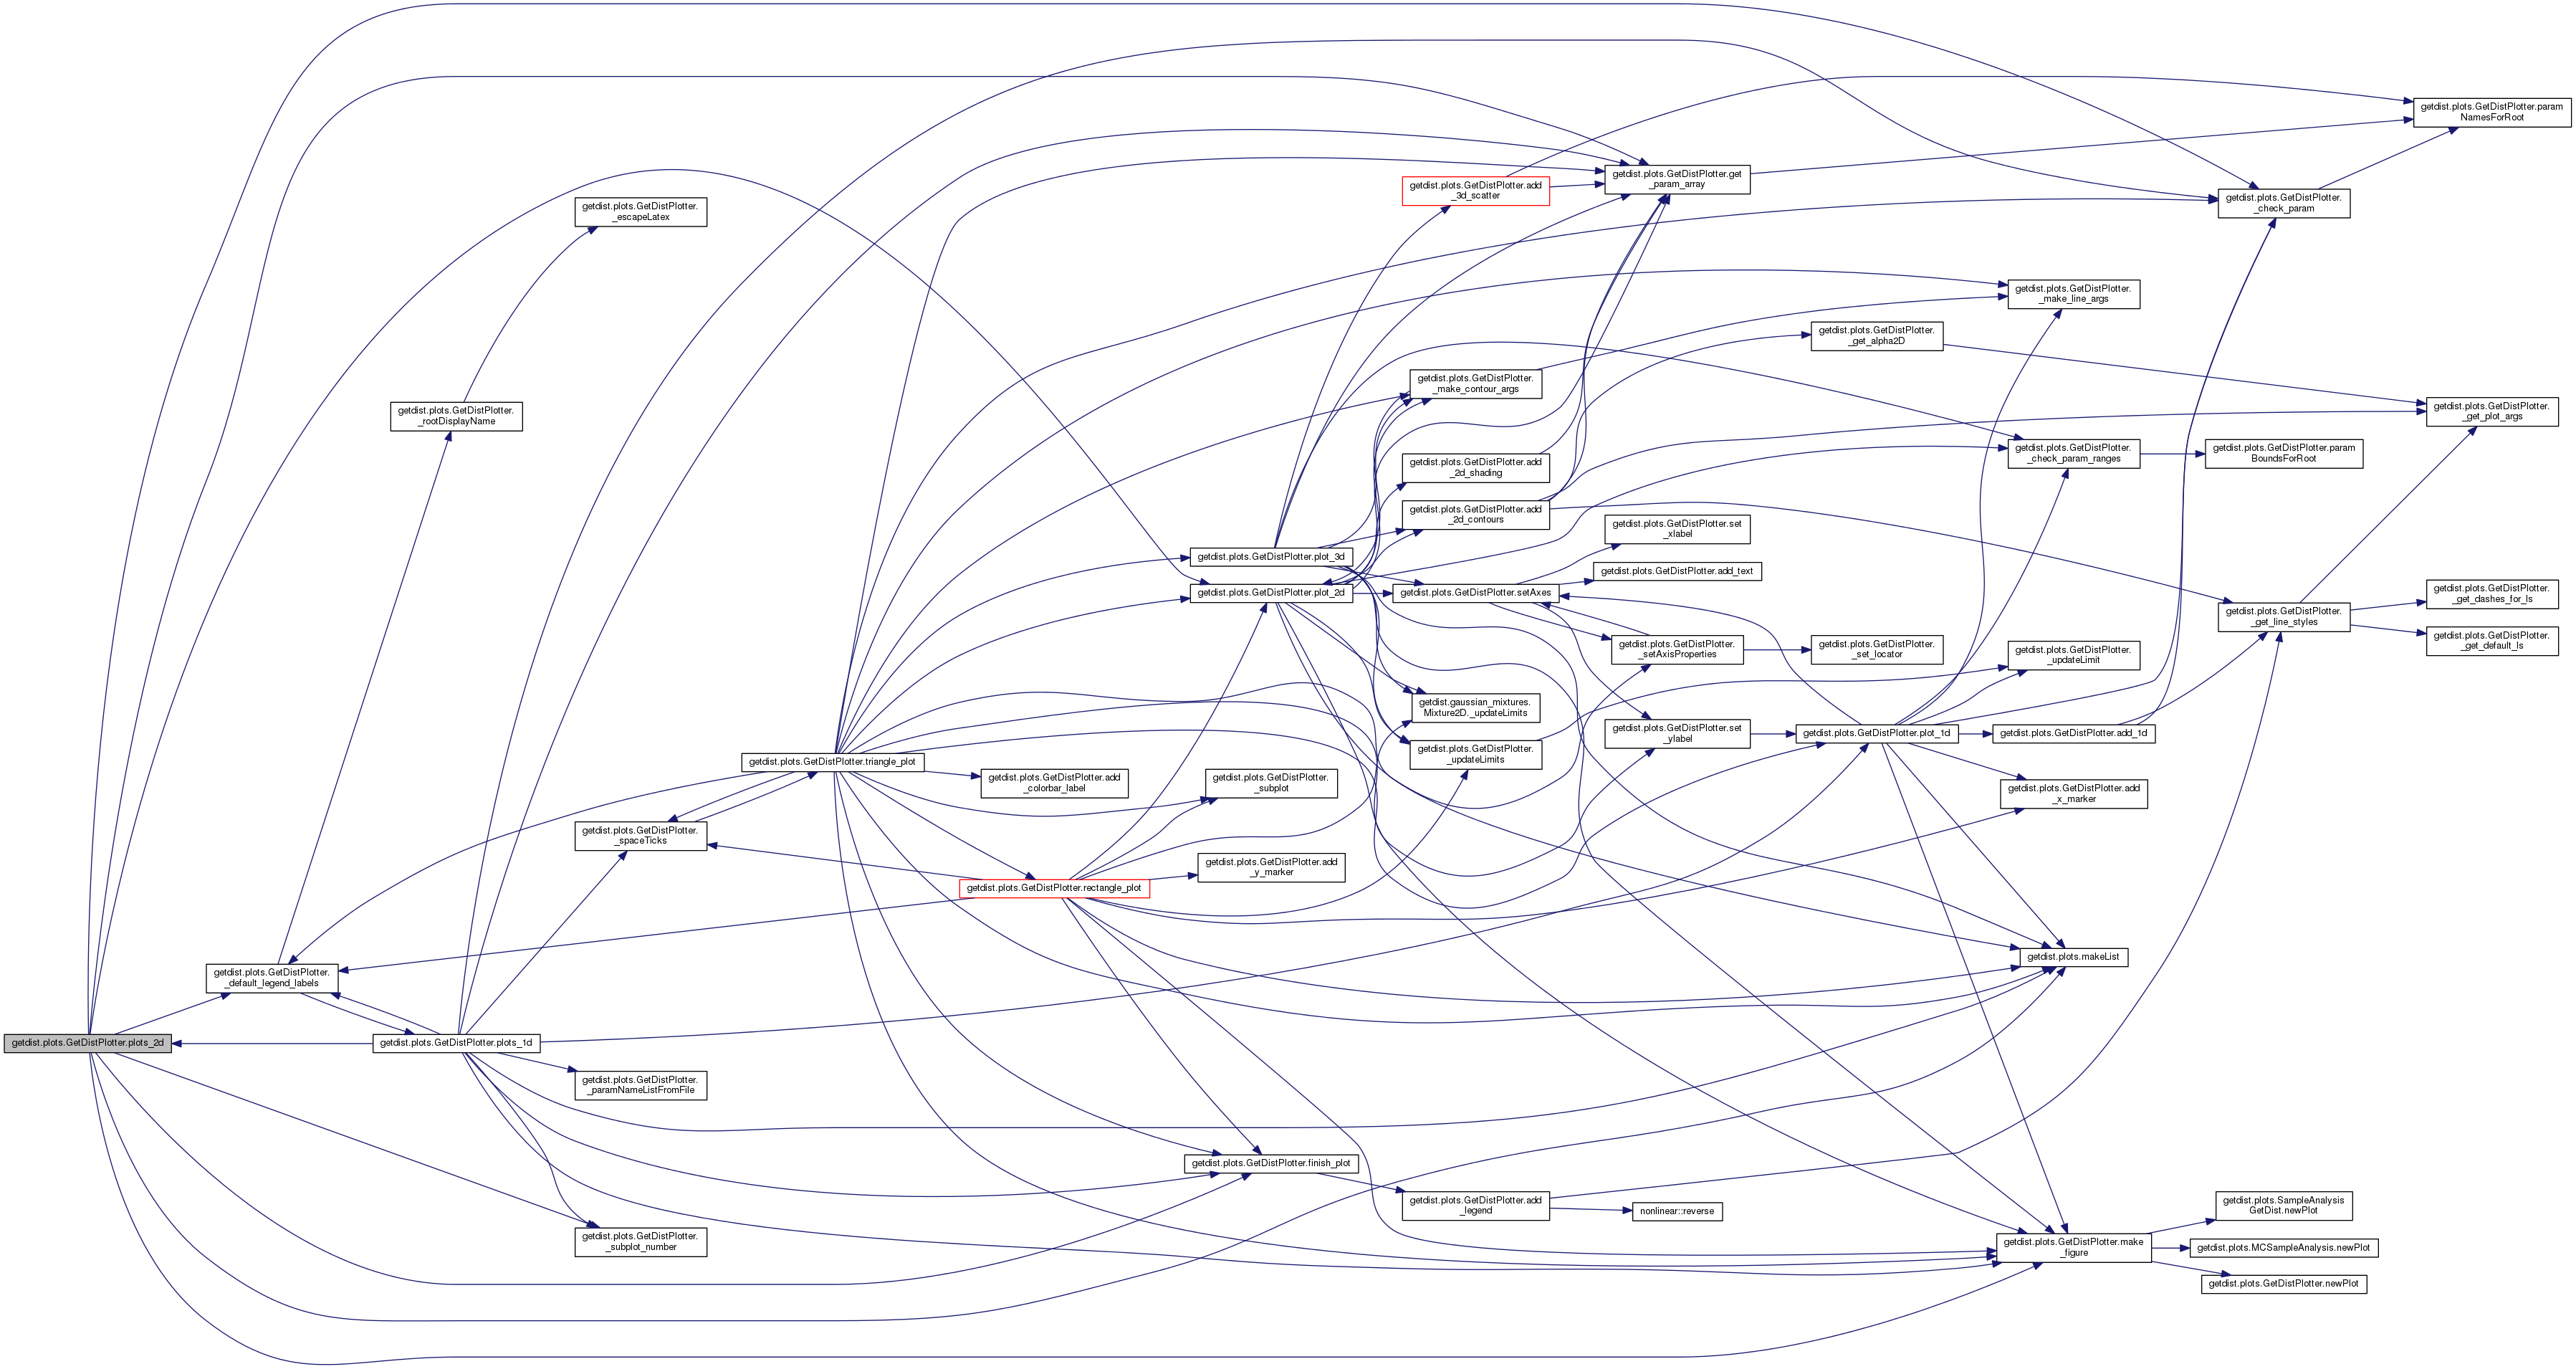 getdist.plots.GetDistPlotter.plots_2d
getdist.plots.GetDistPlotter.
_default_legend_labels
getdist.plots.GetDistPlotter.
_rootDisplayName
getdist.plots.GetDistPlotter.plots_1d
getdist.plots.GetDistPlotter.
_escapeLatex
getdist.plots.GetDistPlotter.
_spaceTicks
getdist.plots.GetDistPlotter.
_paramNameListFromFile
getdist.plots.GetDistPlotter.
_subplot_number
getdist.plots.GetDistPlotter.triangle_plot
getdist.plots.GetDistPlotter.add
_colorbar_label
getdist.plots.GetDistPlotter.rectangle_plot
getdist.plots.GetDistPlotter.plot_3d
getdist.plots.GetDistPlotter.plot_2d
getdist.plots.GetDistPlotter.
_subplot
getdist.plots.GetDistPlotter.add
_y_marker
getdist.plots.GetDistPlotter.finish_plot
getdist.plots.GetDistPlotter.add
_3d_scatter
getdist.plots.GetDistPlotter.
_make_contour_args
getdist.plots.GetDistPlotter.add
_2d_shading
getdist.plots.GetDistPlotter.add
_2d_contours
getdist.plots.GetDistPlotter.setAxes
getdist.gaussian_mixtures.
Mixture2D._updateLimits
getdist.plots.GetDistPlotter.
_updateLimits
getdist.plots.GetDistPlotter.add
_legend
getdist.plots.GetDistPlotter.get
_param_array
getdist.plots.GetDistPlotter.set
_xlabel
getdist.plots.GetDistPlotter.add_text
getdist.plots.GetDistPlotter.
_setAxisProperties
getdist.plots.GetDistPlotter.set
_ylabel
nonlinear::reverse
getdist.plots.GetDistPlotter.
_get_alpha2D
getdist.plots.GetDistPlotter.
_set_locator
getdist.plots.GetDistPlotter.plot_1d
getdist.plots.GetDistPlotter.
_make_line_args
getdist.plots.GetDistPlotter.
_check_param_ranges
getdist.plots.GetDistPlotter.
_updateLimit
getdist.plots.GetDistPlotter.add_1d
getdist.plots.GetDistPlotter.add
_x_marker
getdist.plots.makeList
getdist.plots.GetDistPlotter.make
_figure
getdist.plots.GetDistPlotter.
_check_param
getdist.plots.GetDistPlotter.param
BoundsForRoot
getdist.plots.GetDistPlotter.
_get_line_styles
getdist.plots.SampleAnalysis
GetDist.newPlot
getdist.plots.MCSampleAnalysis.newPlot
getdist.plots.GetDistPlotter.newPlot
getdist.plots.GetDistPlotter.param
NamesForRoot
getdist.plots.GetDistPlotter.
_get_plot_args
getdist.plots.GetDistPlotter.
_get_dashes_for_ls
getdist.plots.GetDistPlotter.
_get_default_ls